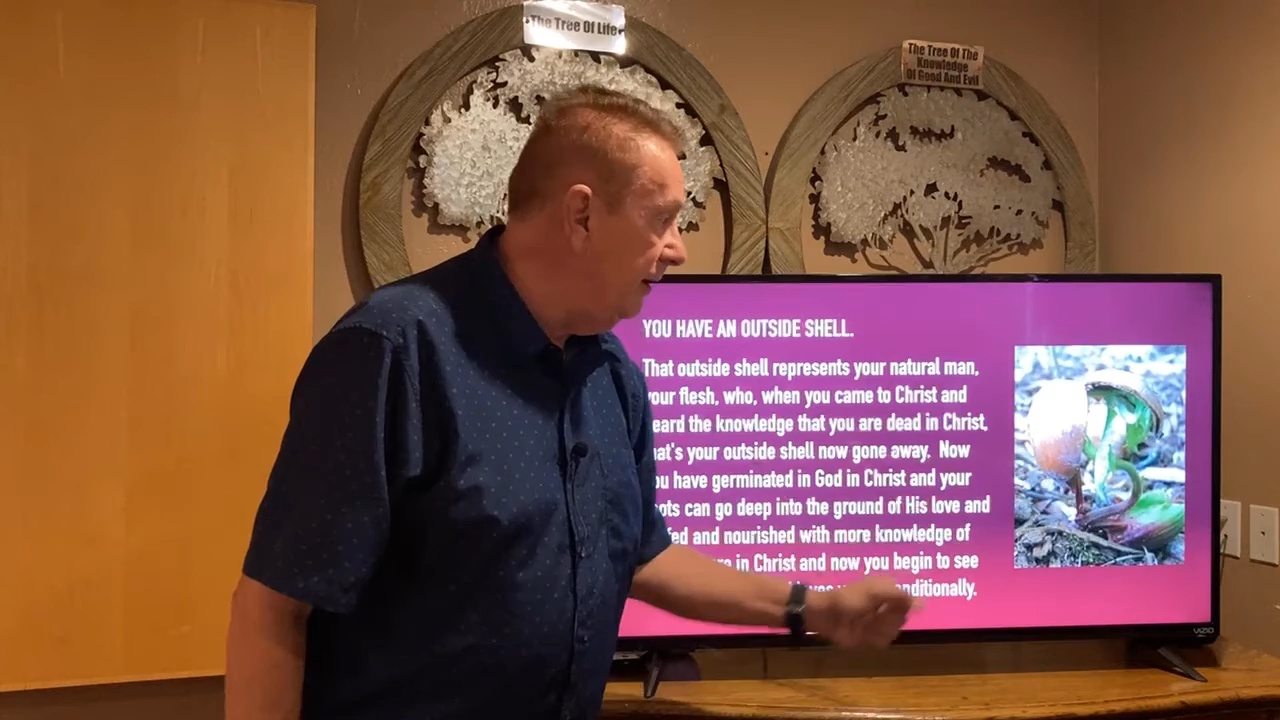 The Tree Of Life
The Tree Of The
Knowledge
Of Good And Evil
YOU HAVE AN OUTSIDE SHELL.
That outside shell represents your natural man,
your flesh, who, when you came to Christ and
heard the knowledge that you are dead in Christ,
that's your outside shell now gone away. Now
you have germinated in God in Christ and your
roots can go deep into the ground of His love and
fed and nourished with more knowledge of
in Christ and now you begin to see
VIZIO